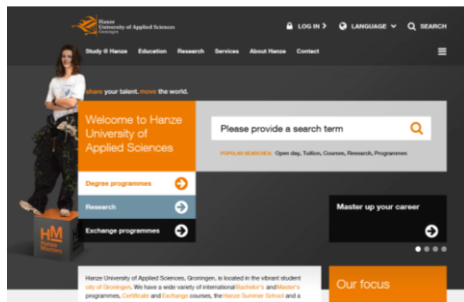 Hanze
University of Applied Sciences
Groningen
LOG IN
LANGUAGE
SEARCH
Study @ Hanze
Education
Research
Services
About Hanze
Contact
share your talent. move the world.
Welcome to Hanze
University of
Applied Sciences
Please provide a search term
POPULAR SEARCHES: Open day, Tuition, Courses, Research, Programmes
Degree programmes
Research
Exchange programmes
Master up your career
HM
Hanze University of Applied Sciences, Groningen, is located in the vibrant student
city of Groningen. We have a wide variety of international Bachelor's and Master's
programmes, Certificate and Exchange courses, the Hanze Summer School and a
Our focus